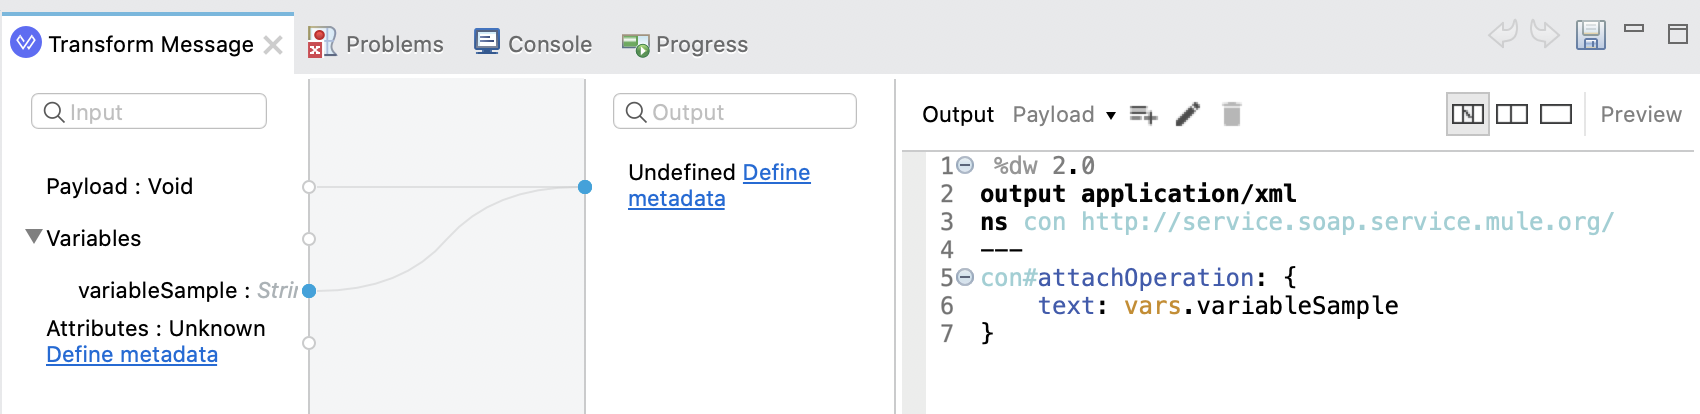 Transform Message
Problems
Console
Progress
Input
Payload : Void
Variables
variableSample :
Attributes : Unknown
Define metadata
Output
Undefined Define
metadata
Output Payload
Preview
1 %dw 2.0
2 output application/xml
3 ns con http://service.soap.service.mule.org/
4 ---
5 con#attachOperation: {
6 text: vars.variableSample
7 }